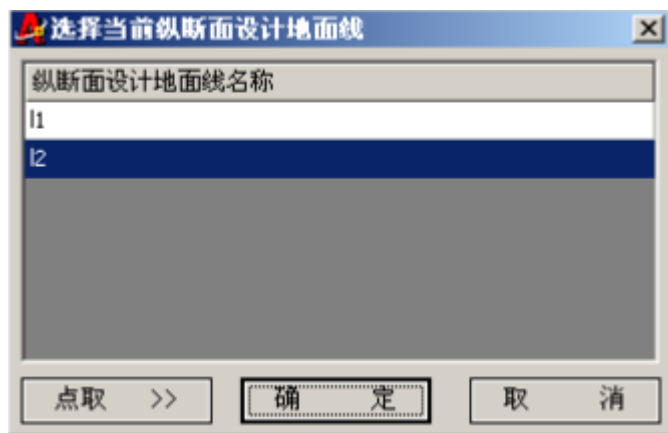 选择当前纵断面设计地面线
纵断面设计地面线名称
l1
l2
点取 >> 确 定 取 消